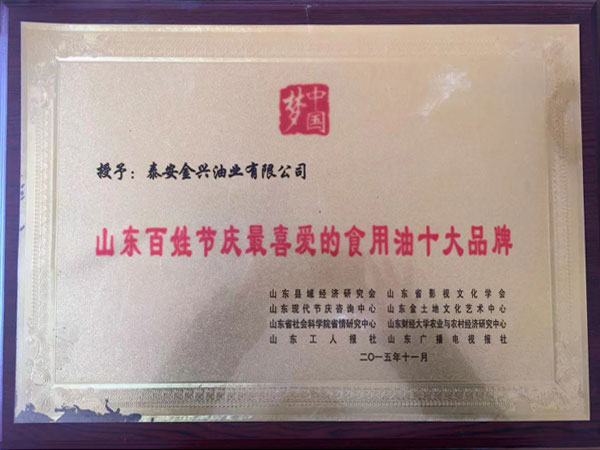 中国梦
授予：泰安金兴油业有限公司
山东百姓节庆最喜爱的食用油十大品牌
山东县域经济研究会 山东省影视文化学会
山东现代节庆咨询中心 山东金土地文化艺术中心
山东省社会科学院省情研究中心 山东财经大学农业与农村经济研究中心
山东工人报社 山东广播电视报社
二〇一五年十一月